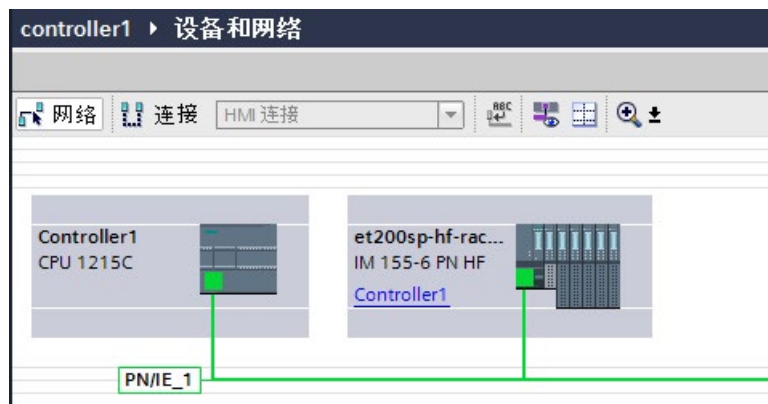 controller1 ▸ 设备和网络
网络 连接 HMI 连接
Controller1
CPU 1215C
et200sp-hf-rac...
IM 155-6 PN HF
Controller1
PN/IE_1